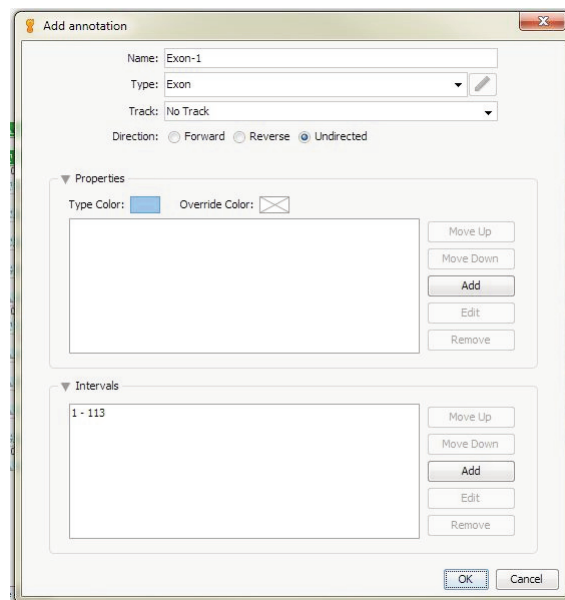 Add annotation
Name: Exon-1
Type: Exon
Track: No Track
Direction: Forward Reverse Undirected
Properties
Type Color: Override Color:
Move Up
Move Down
Add
Edit
Remove
Intervals
1 - 113
Move Up
Move Down
Add
Edit
Remove
OK Cancel